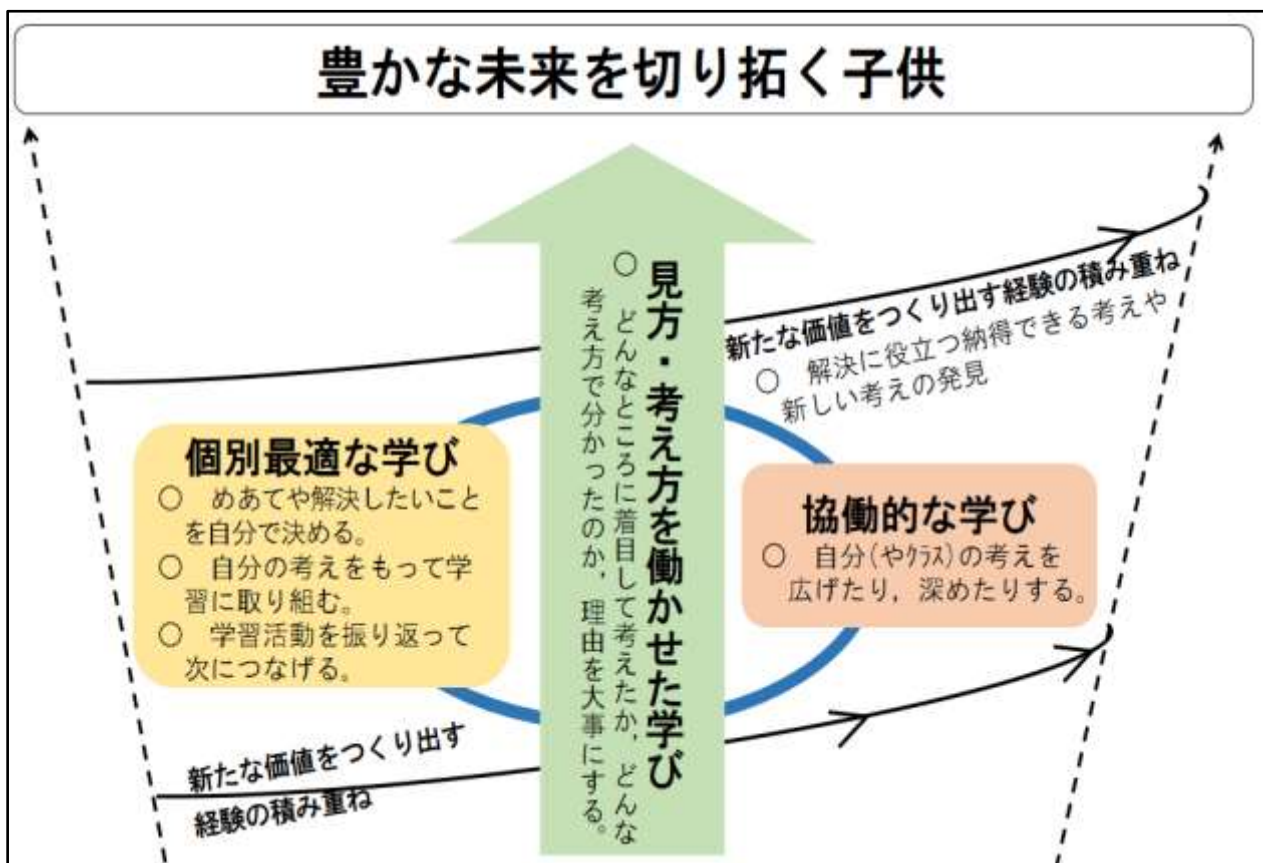 豊かな未来を切り拓く子供
新たな価値をつくり出す経験の積み重ね
○　解決に役立つ納得できる考えや
新しい考えの発見
見方・考え方を働かせた学び
○　どんなところに着目して考えたか，どんな
考え方で分かったのか，理由を大事にする。
個別最適な学び
○　めあてや解決したいこと
を自分で決める。
○　自分の考えをもって学
習に取り組む。
○　学習活動を振り返って
次につなげる。
協働的な学び
○　自分(やｸﾗｽ)の考えを
広げたり，深めたりする。
新たな価値をつくり出す
経験の積み重ね